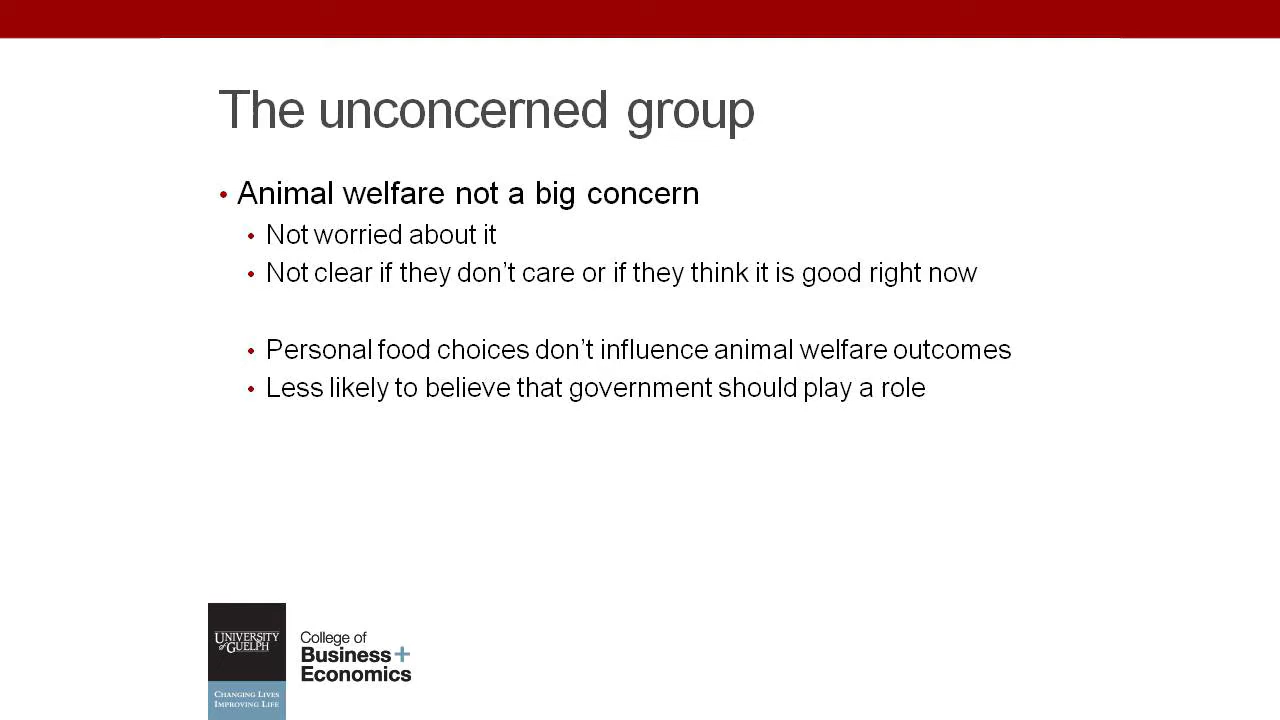 The unconcerned group
• Animal welfare not a big concern
• Not worried about it
• Not clear if they don’t care or if they think it is good right now
• Personal food choices don’t influence animal welfare outcomes
• Less likely to believe that government should play a role
UNIVERSITY
of GUELPH
CHANGING LIVES
IMPROVING LIFE
College of
Business+
Economics